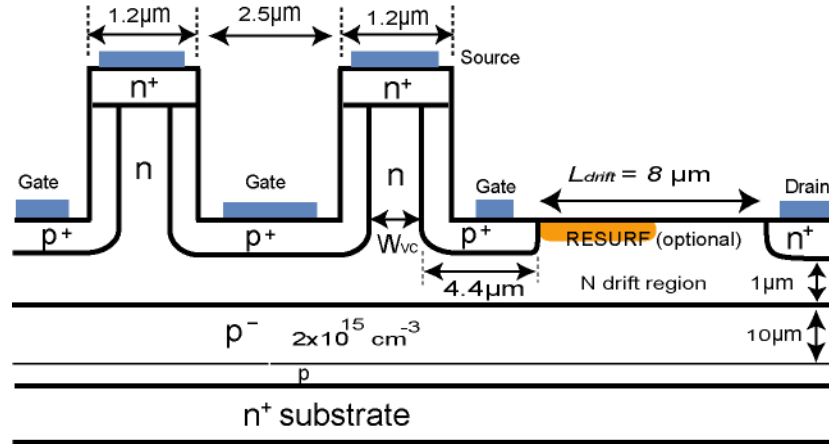 1.2µm
2.5µm
1.2µm
Source
n+
n+
n
n
Gate
Gate
Gate
Ldrift = 8 µm
Drain
p+
p+
Wvc
p+
RESURF (optional)
n+
4.4µm
N drift region
1µm
p−
2x10^15 cm^-3
10µm
p
n+ substrate